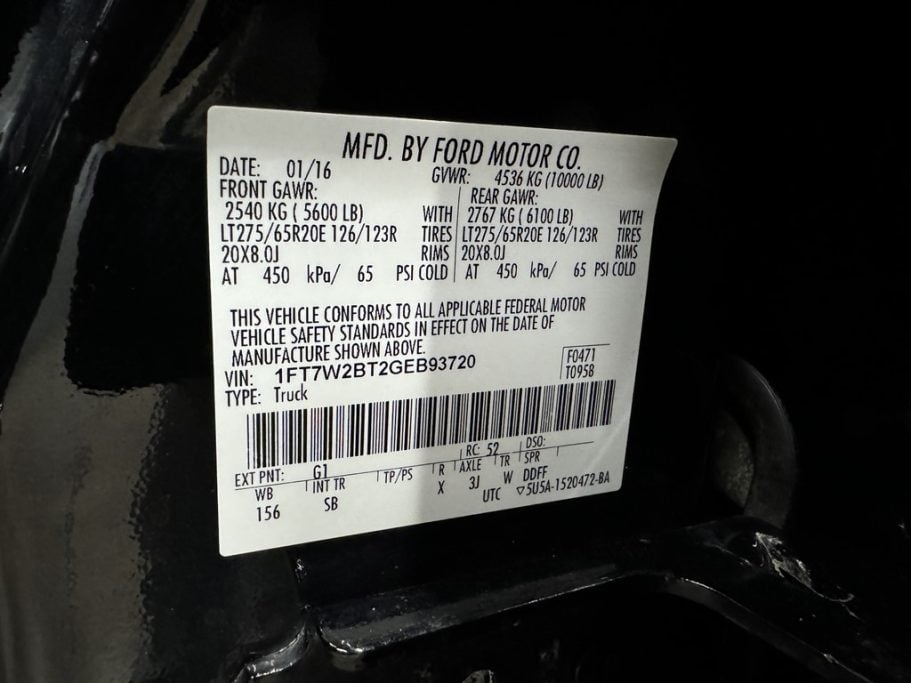 MFD. BY FORD MOTOR CO.
DATE: 01/16 GVWR: 4536 KG (10000 LB)
FRONT GAWR: REAR GAWR:
2540 KG ( 5600 LB) WITH 2767 KG ( 6100 LB) WITH
LT275/65R20E 126/123R TIRES LT275/65R20E 126/123R TIRES
20X8.0J RIMS 20X8.0J RIMS
AT 450 kPa/ 65 PSI COLD AT 450 kPa/ 65 PSI COLD
THIS VEHICLE CONFORMS TO ALL APPLICABLE FEDERAL MOTOR
VEHICLE SAFETY STANDARDS IN EFFECT ON THE DATE OF
MANUFACTURE SHOWN ABOVE.
VIN: 1FT7W2BT2GEB93720 F0471
TYPE: Truck T0958
EXT PNT: G1 RC: 52 DSO:
WB INT TR TP/PS R AXLE TR SPR
156 SB X 3J W DDFF
UTC ▽5U5A-1520472-BA